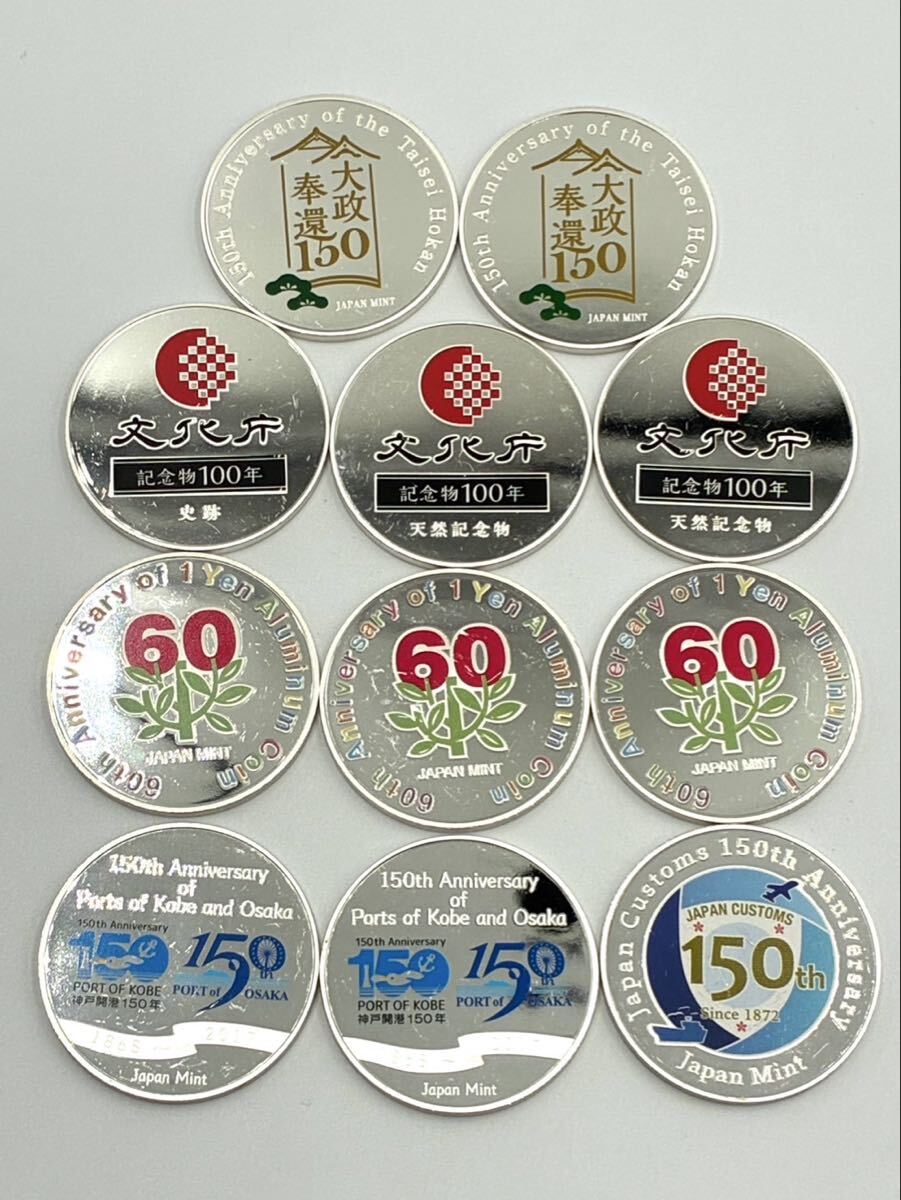 150th Anniversary of the Taisei Hokan
大政
奉還
150
JAPAN MINT
150th Anniversary of the Taisei Hokan
大政
奉還
150
JAPAN MINT
文化庁
記念物100年
史跡
文化庁
記念物100年
天然記念物
文化庁
記念物100年
天然記念物
60th Anniversary of 1 Yen Aluminum Coin
60
JAPAN MINT
60th Anniversary of 1 Yen Aluminum Coin
60
JAPAN MINT
60th Anniversary of 1 Yen Aluminum Coin
60
JAPAN MINT
150th Anniversary
of
Ports of Kobe and Osaka
150th Anniversary
150
PORT OF KOBE
神戸開港150年
150
PORT of OSAKA
2017
Japan Mint
150th Anniversary
of
Ports of Kobe and Osaka
150th Anniversary
150
PORT OF KOBE
神戸開港150年
150
PORT of OSAKA
Japan Mint
Japan Customs 150th Anniversary
JAPAN CUSTOMS
150th
Since 1872
Japan Mint